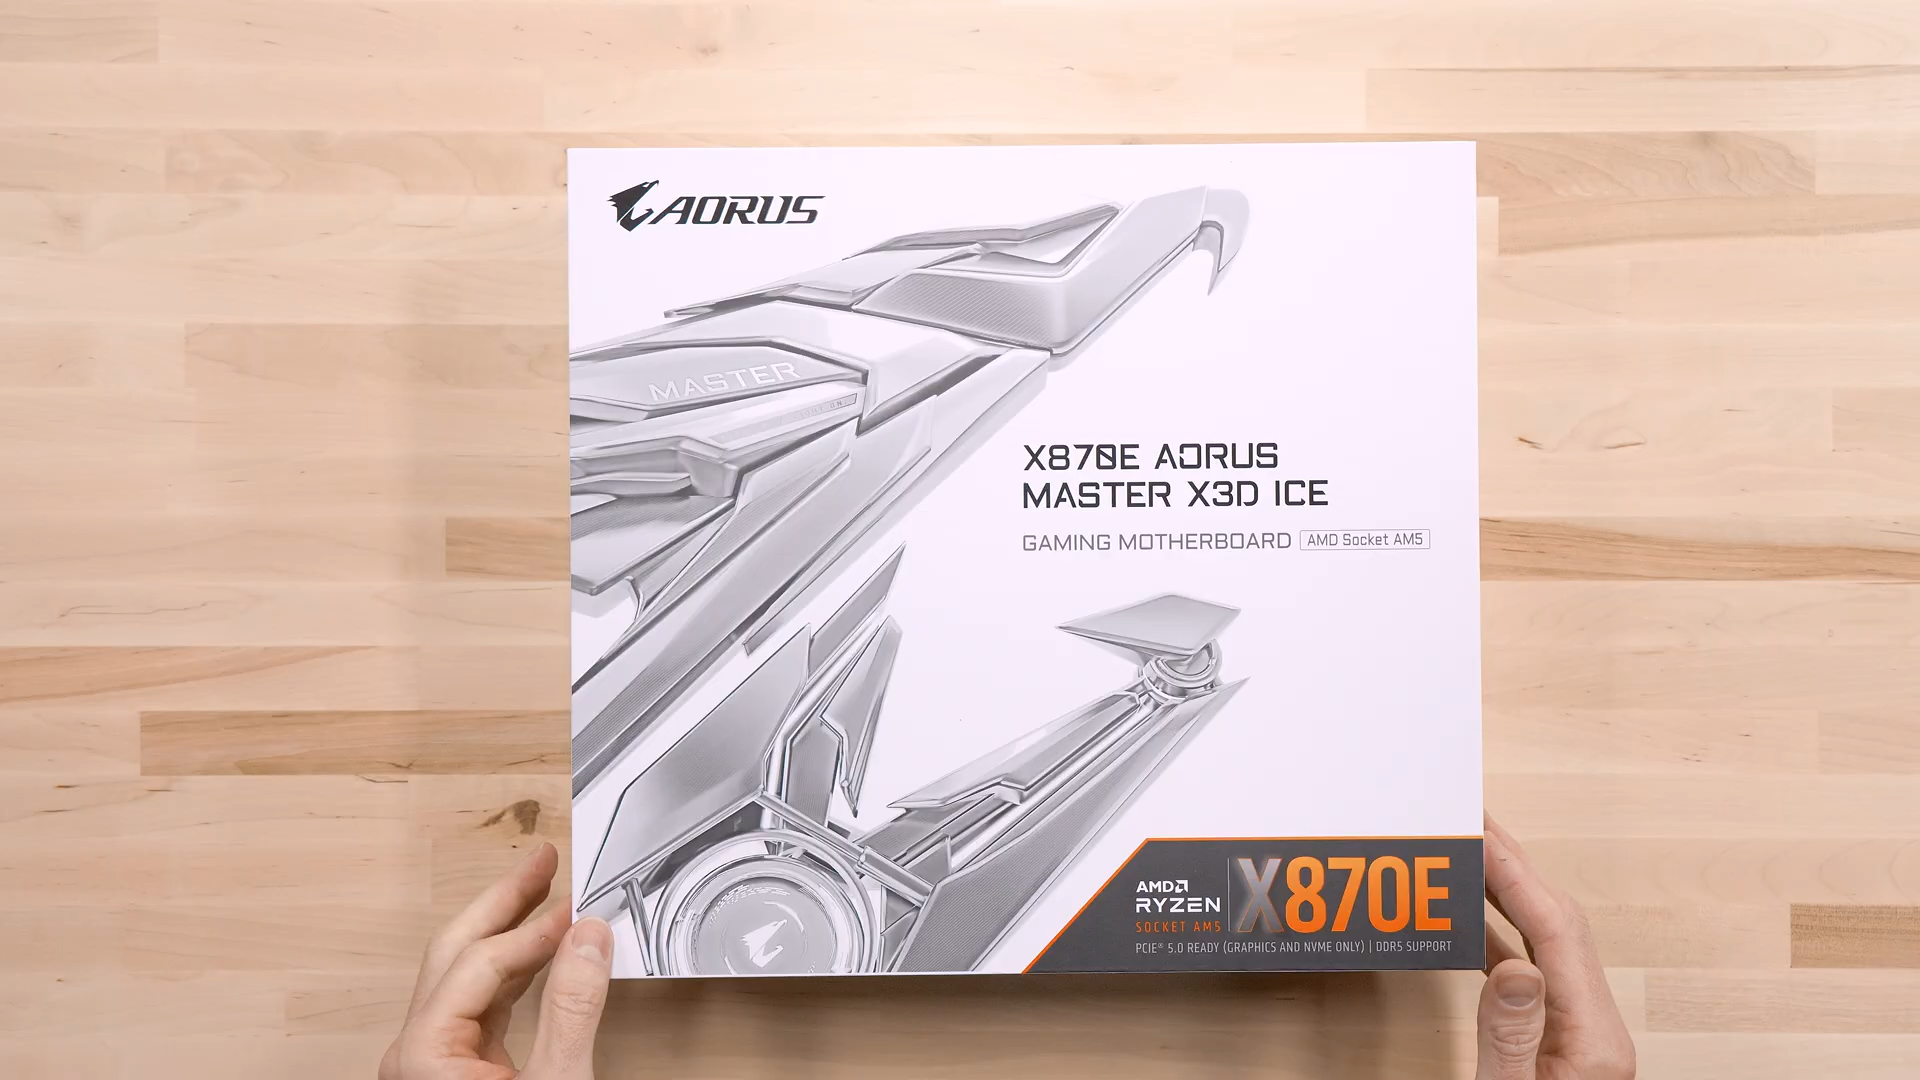 AORUS
MASTER
X870E AORUS
MASTER X3D ICE
GAMING MOTHERBOARD AMD Socket AM5
AMD
RYZEN
SOCKET AM5
X870E
PCIE® 5.0 READY (GRAPHICS AND NVME ONLY) | DDR5 SUPPORT